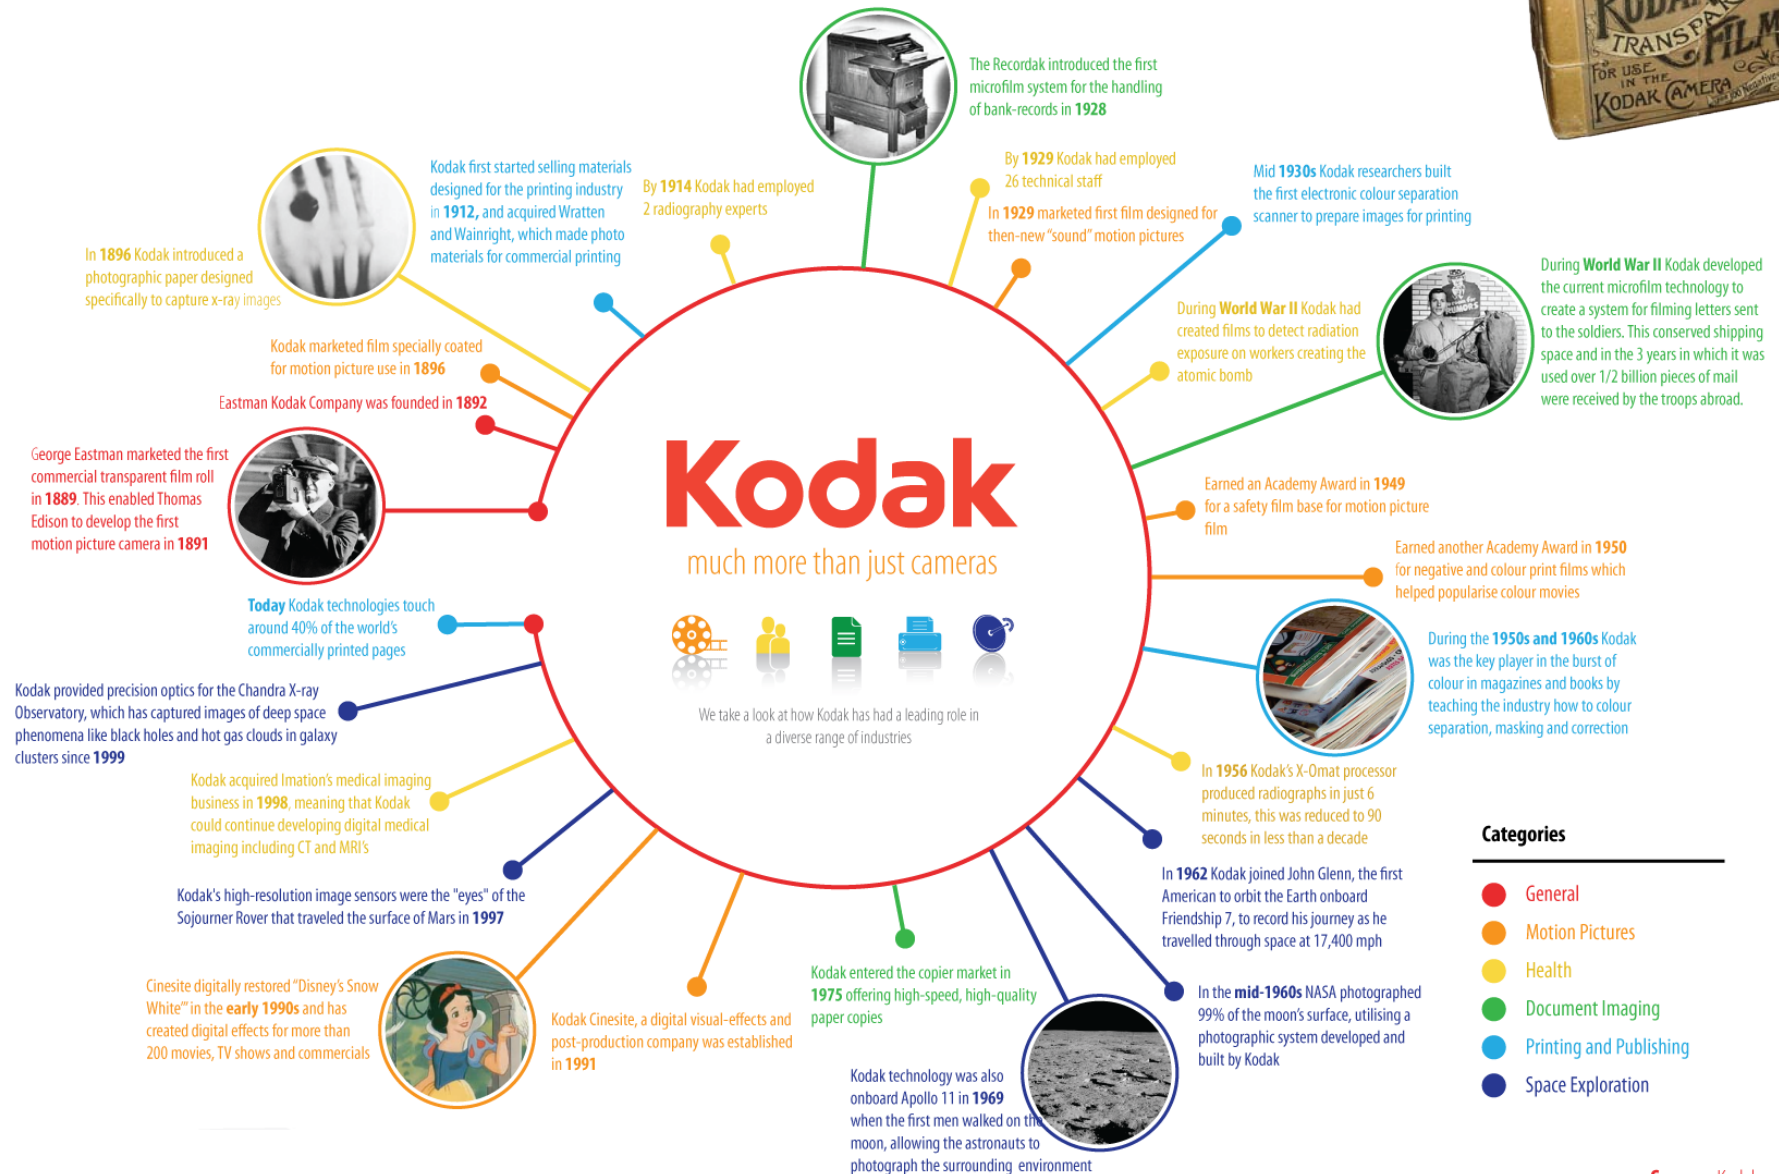 KODAK
TRANSPAR
FILM
FOR USE
IN THE
KODAK CAMERA
The Recordak introduced the first
microfilm system for the handling
of bank-records in 1928
By 1929 Kodak had employed
26 technical staff
In 1929 marketed first film designed for
then-new “sound” motion pictures
Mid 1930s Kodak researchers built
the first electronic colour separation
scanner to prepare images for printing
During World War II Kodak had
created films to detect radiation
exposure on workers creating the
atomic bomb
During World War II Kodak developed
the current microfilm technology to
create a system for filming letters sent
to the soldiers. This conserved shipping
space and in the 3 years in which it was
used over 1/2 billion pieces of mail
were received by the troops abroad.
Earned an Academy Award in 1949
for a safety film base for motion picture
film
Earned another Academy Award in 1950
for negative and colour print films which
helped popularise colour movies
During the 1950s and 1960s Kodak
was the key player in the burst of
colour in magazines and books by
teaching the industry how to colour
separation, masking and correction
In 1956 Kodak's X-Omat processor
produced radiographs in just 6
minutes, this was reduced to 90
seconds in less than a decade
In 1962 Kodak joined John Glenn, the first
American to orbit the Earth onboard
Friendship 7, to record his journey as he
travelled through space at 17,400 mph
In the mid-1960s NASA photographed
99% of the moon's surface, utilising a
photographic system developed and
built by Kodak
Kodak technology was also
onboard Apollo 11 in 1969
when the first men walked on the
moon, allowing the astronauts to
photograph the surrounding environment
Kodak entered the copier market in
1975 offering high-speed, high-quality
paper copies
Kodak Cinesite, a digital visual-effects and
post-production company was established
in 1991
Cinesite digitally restored “Disney's Snow
White”' in the early 1990s and has
created digital effects for more than
200 movies, TV shows and commercials
Kodak's high-resolution image sensors were the "eyes" of the
Sojourner Rover that traveled the surface of Mars in 1997
Kodak acquired Imation's medical imaging
business in 1998, meaning that Kodak
could continue developing digital medical
imaging including CT and MRI's
Kodak provided precision optics for the Chandra X-ray
Observatory, which has captured images of deep space
phenomena like black holes and hot gas clouds in galaxy
clusters since 1999
Today Kodak technologies touch
around 40% of the world's
commercially printed pages
George Eastman marketed the first
commercial transparent film roll
in 1889. This enabled Thomas
Edison to develop the first
motion picture camera in 1891
Eastman Kodak Company was founded in 1892
Kodak marketed film specially coated
for motion picture use in 1896
In 1896 Kodak introduced a
photographic paper designed
specifically to capture x-ray images
Kodak first started selling materials
designed for the printing industry
in 1912, and acquired Wratten
and Wainright, which made photo
materials for commercial printing
By 1914 Kodak had employed
2 radiography experts
Kodak
much more than just cameras
We take a look at how Kodak has had a leading role in
a diverse range of industries
Categories
General
Motion Pictures
Health
Document Imaging
Printing and Publishing
Space Exploration